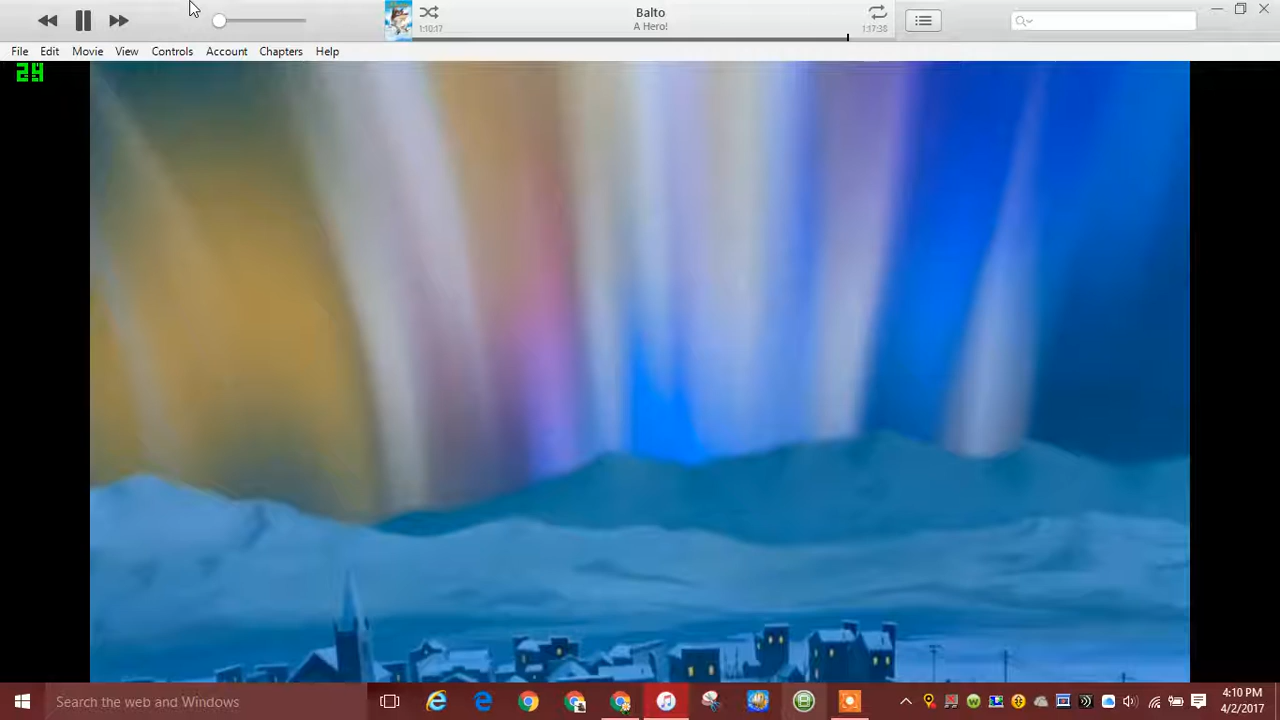 Balto
A Hero!
1:10:17
1:17:38
File Edit Movie View Controls Account Chapters Help
24
Search the web and Windows
4:10 PM
4/2/2017